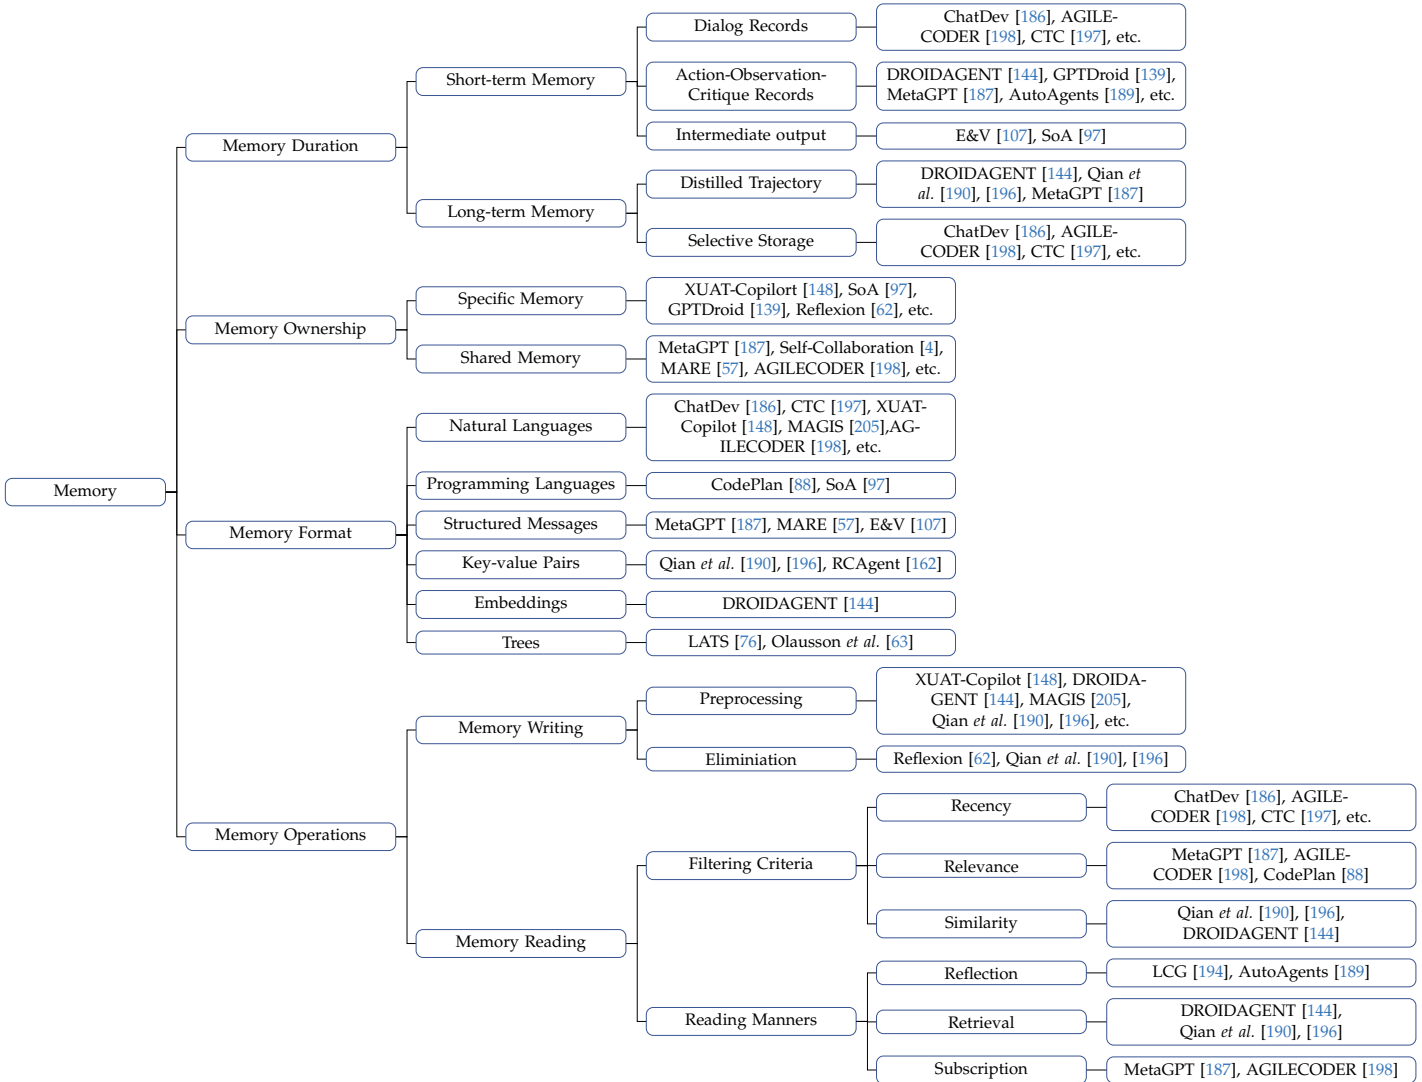 Memory
Memory Duration
Short-term Memory
Dialog Records
ChatDev [186], AGILE-
CODER [198], CTC [197], etc.
Action-Observation-
Critique Records
DROIDAGENT [144], GPTDroid [139],
MetaGPT [187], AutoAgents [189], etc.
Intermediate output
E&V [107], SoA [97]
Long-term Memory
Distilled Trajectory
DROIDAGENT [144], Qian et
al. [190], [196], MetaGPT [187]
Selective Storage
ChatDev [186], AGILE-
CODER [198], CTC [197], etc.
Memory Ownership
Specific Memory
XUAT-Copilort [148], SoA [97],
GPTDroid [139], Reflexion [62], etc.
Shared Memory
MetaGPT [187], Self-Collaboration [4],
MARE [57], AGILECODER [198], etc.
Memory Format
Natural Languages
ChatDev [186], CTC [197], XUAT-
Copilot [148], MAGIS [205],AG-
ILECODER [198], etc.
Programming Languages
CodePlan [88], SoA [97]
Structured Messages
MetaGPT [187], MARE [57], E&V [107]
Key-value Pairs
Qian et al. [190], [196], RCAgent [162]
Embeddings
DROIDAGENT [144]
Trees
LATS [76], Olausson et al. [63]
Memory Operations
Memory Writing
Preprocessing
XUAT-Copilot [148], DROIDA-
GENT [144], MAGIS [205],
Qian et al. [190], [196], etc.
Eliminiation
Reflexion [62], Qian et al. [190], [196]
Memory Reading
Filtering Criteria
Recency
ChatDev [186], AGILE-
CODER [198], CTC [197], etc.
Relevance
MetaGPT [187], AGILE-
CODER [198], CodePlan [88]
Similarity
Qian et al. [190], [196],
DROIDAGENT [144]
Reading Manners
Reflection
LCG [194], AutoAgents [189]
Retrieval
DROIDAGENT [144],
Qian et al. [190], [196]
Subscription
MetaGPT [187], AGILECODER [198]